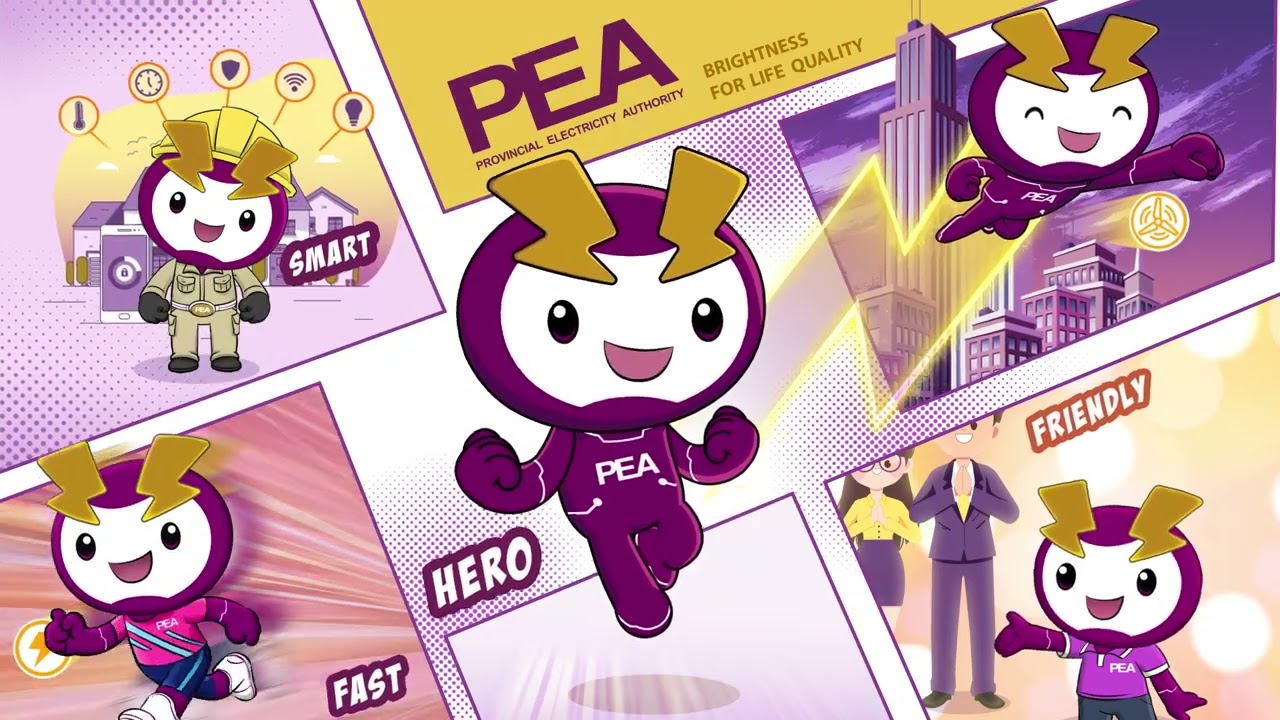 PEA
PROVINCIAL ELECTRICITY AUTHORITY
BRIGHTNESS
FOR LIFE QUALITY
SMART
PEA
PEA
PEA
HERO
FRIENDLY
PEA
FAST
PEA